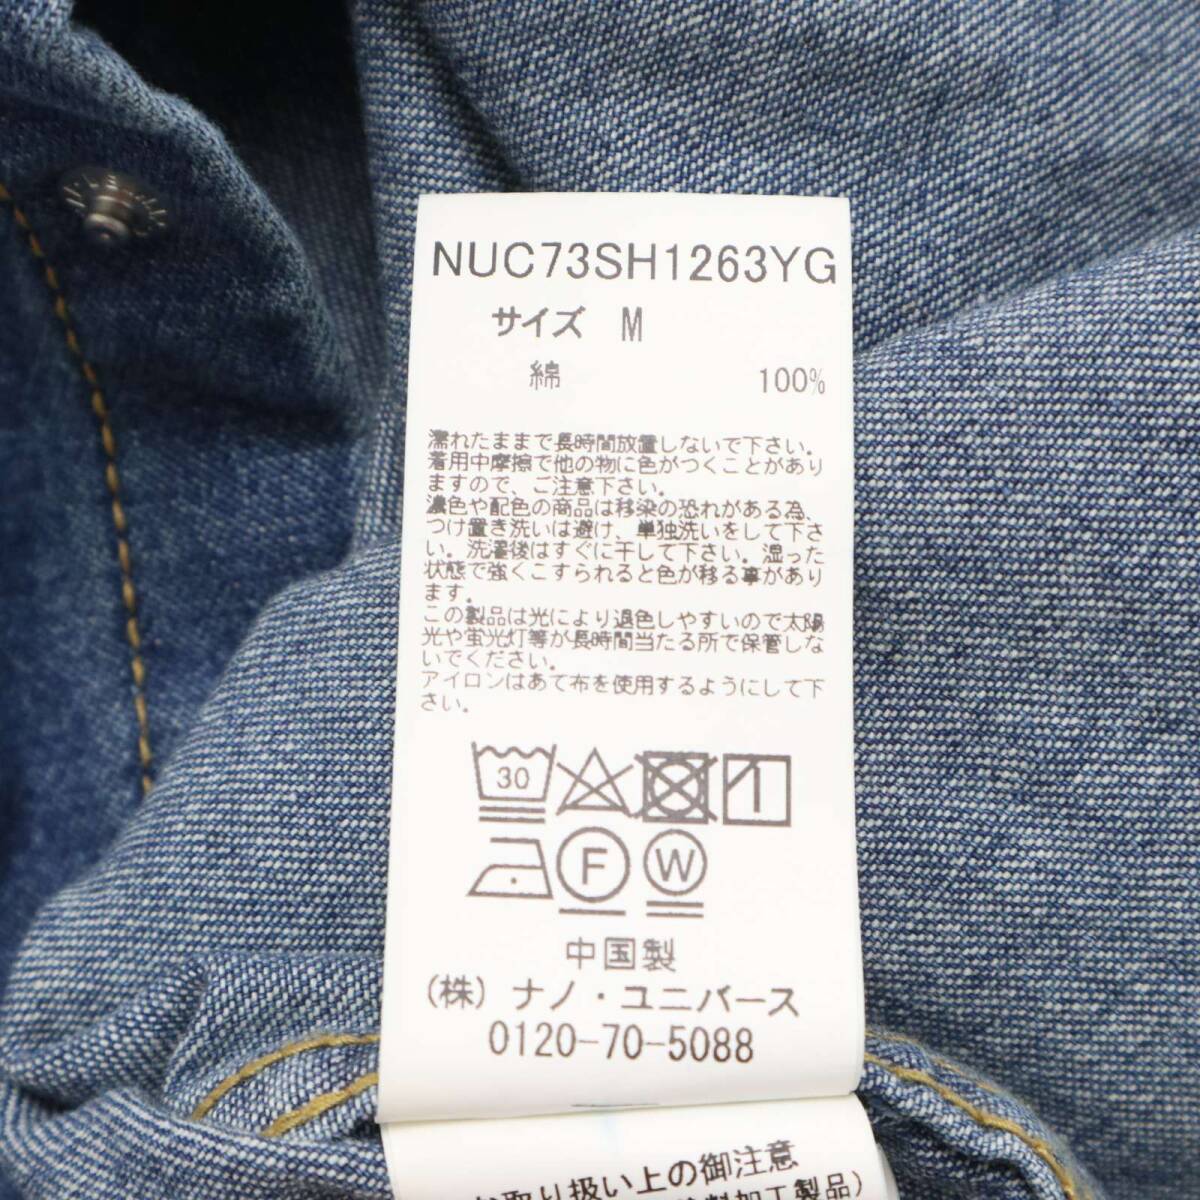 NUC73SH1263YG
サイズ M
綿 100%
濡れたままで長時間放置しないで下さい。
着用中摩擦で他の物に色がつくことがあり
ますので、ご注意下さい。
濃色や配色の商品は移染の恐れがある為、
つけ置き洗いは避け、単独洗いをして下さ
い。洗濯後はすぐに干して下さい。湿った
状態で強くこすられると色が移る事があり
ます。
この製品は光により退色しやすいので太陽
光や蛍光灯等が長時間当たる所で保管しな
いでください。
アイロンはあて布を使用するようにして下
さい。
30
F W
中国製
(株) ナノ・ユニバース
0120-70-5088
取り扱い上の御注意
加工製品)